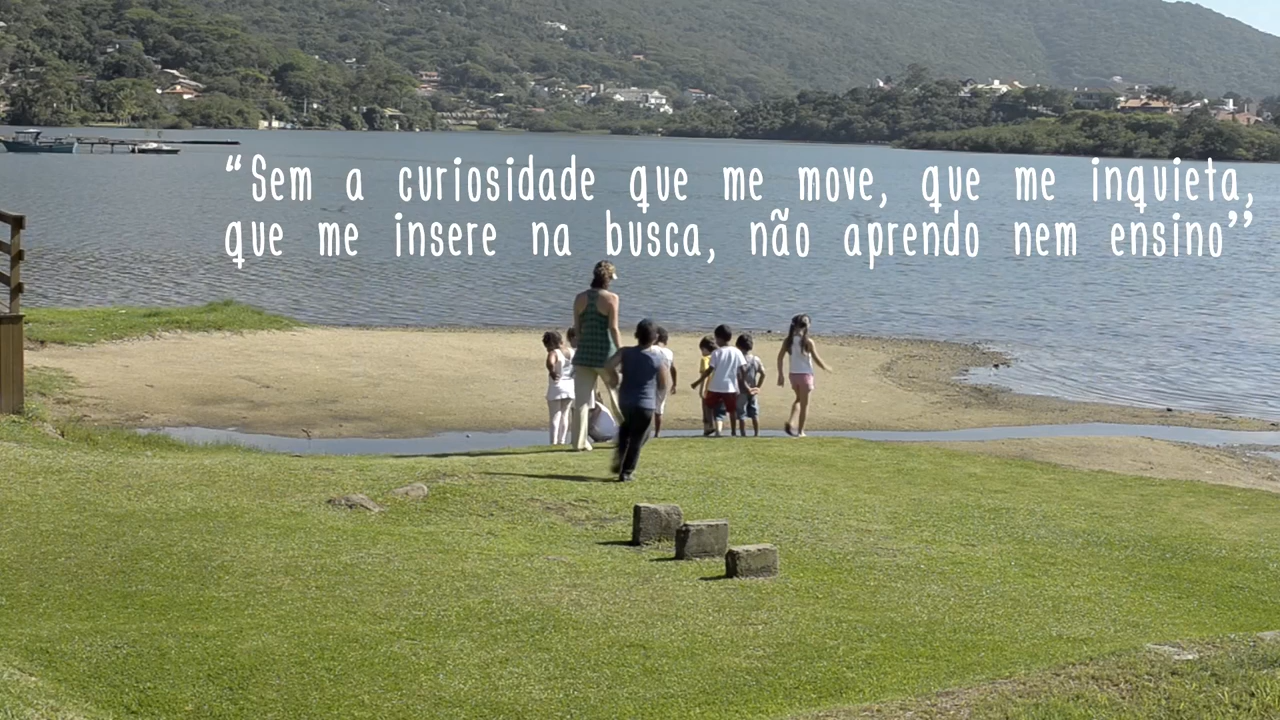 “Sem a curiosidade que me move, que me inquieta,
que me insere na busca, não aprendo nem ensino”